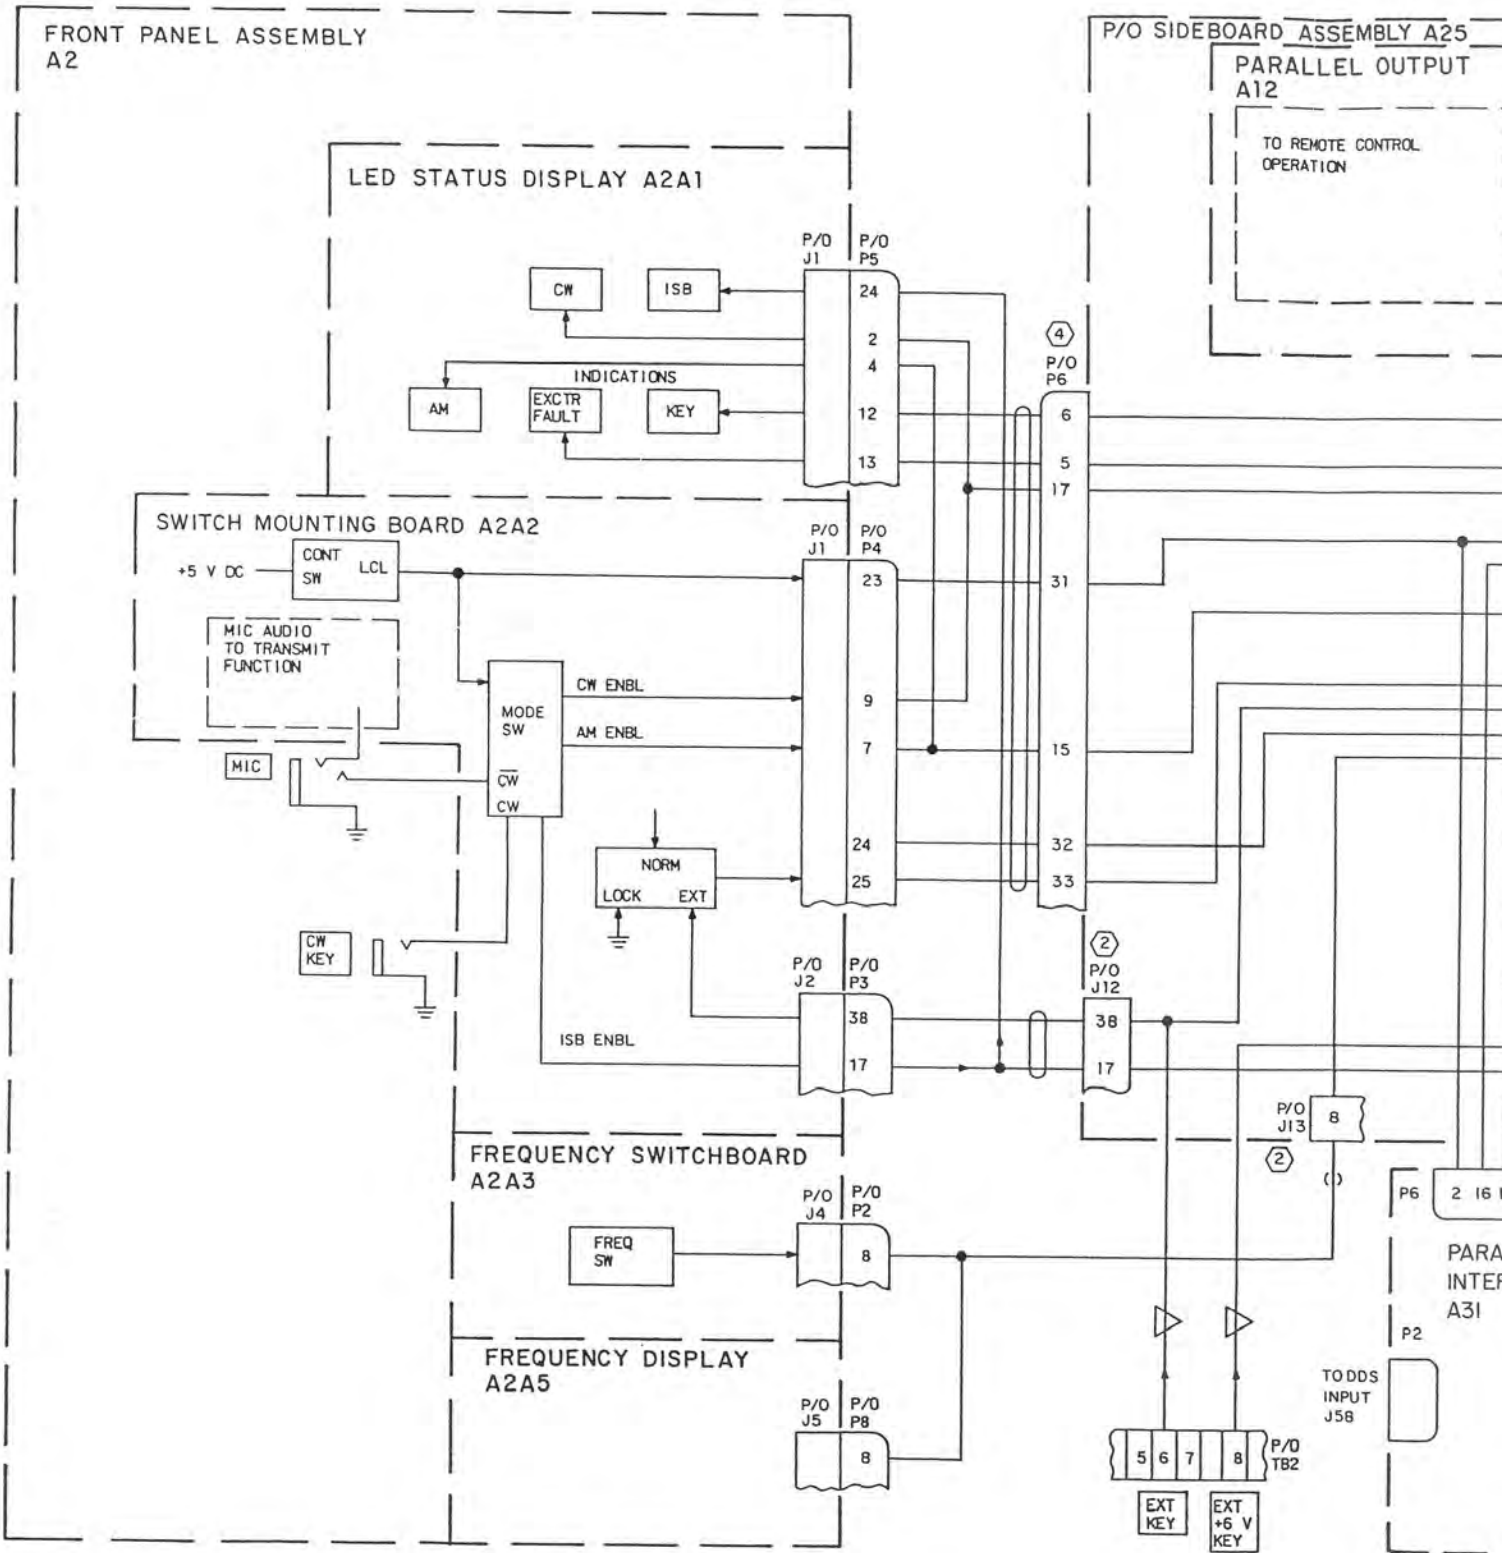 FRONT PANEL ASSEMBLY
A2
P/O SIDEBOARD ASSEMBLY A25
PARALLEL OUTPUT
A12
TO REMOTE CONTROL
OPERATION
LED STATUS DISPLAY A2A1
P/O
J1
P/O
P5
CW
ISB
24
2
4
INDICATIONS
AM
EXCTR
FAULT
KEY
12
13
4
P/O
P6
6
5
17
31
15
32
33
SWITCH MOUNTING BOARD A2A2
P/O
J1
P/O
P4
+5 V DC
CONT
SW
LCL
23
MIC AUDIO
TO TRANSMIT
FUNCTION
MODE
SW
C̅W̅
CW
CW ENBL
AM ENBL
9
7
24
25
MIC
NORM
LOCK
EXT
CW
KEY
P/O
J2
P/O
P3
38
17
ISB ENBL
2
P/O
J12
38
17
P/O
J13
8
2
FREQUENCY SWITCHBOARD
A2A3
P/O
J4
P/O
P2
FREQ
SW
8
P6
2 16
PARA
INTER
A31
P2
TO DDS
INPUT
J58
FREQUENCY DISPLAY
A2A5
P/O
J5
P/O
P8
8
5 6 7 8
P/O
TB2
EXT
KEY
EXT
+6 V
KEY